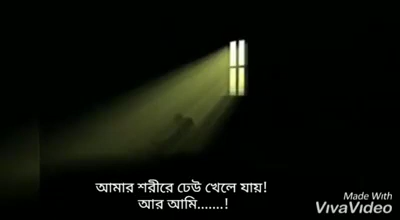 আমার শরীরে ঢেউ খেলে যায়!
আর আমি.......!
Made With
VivaVideo